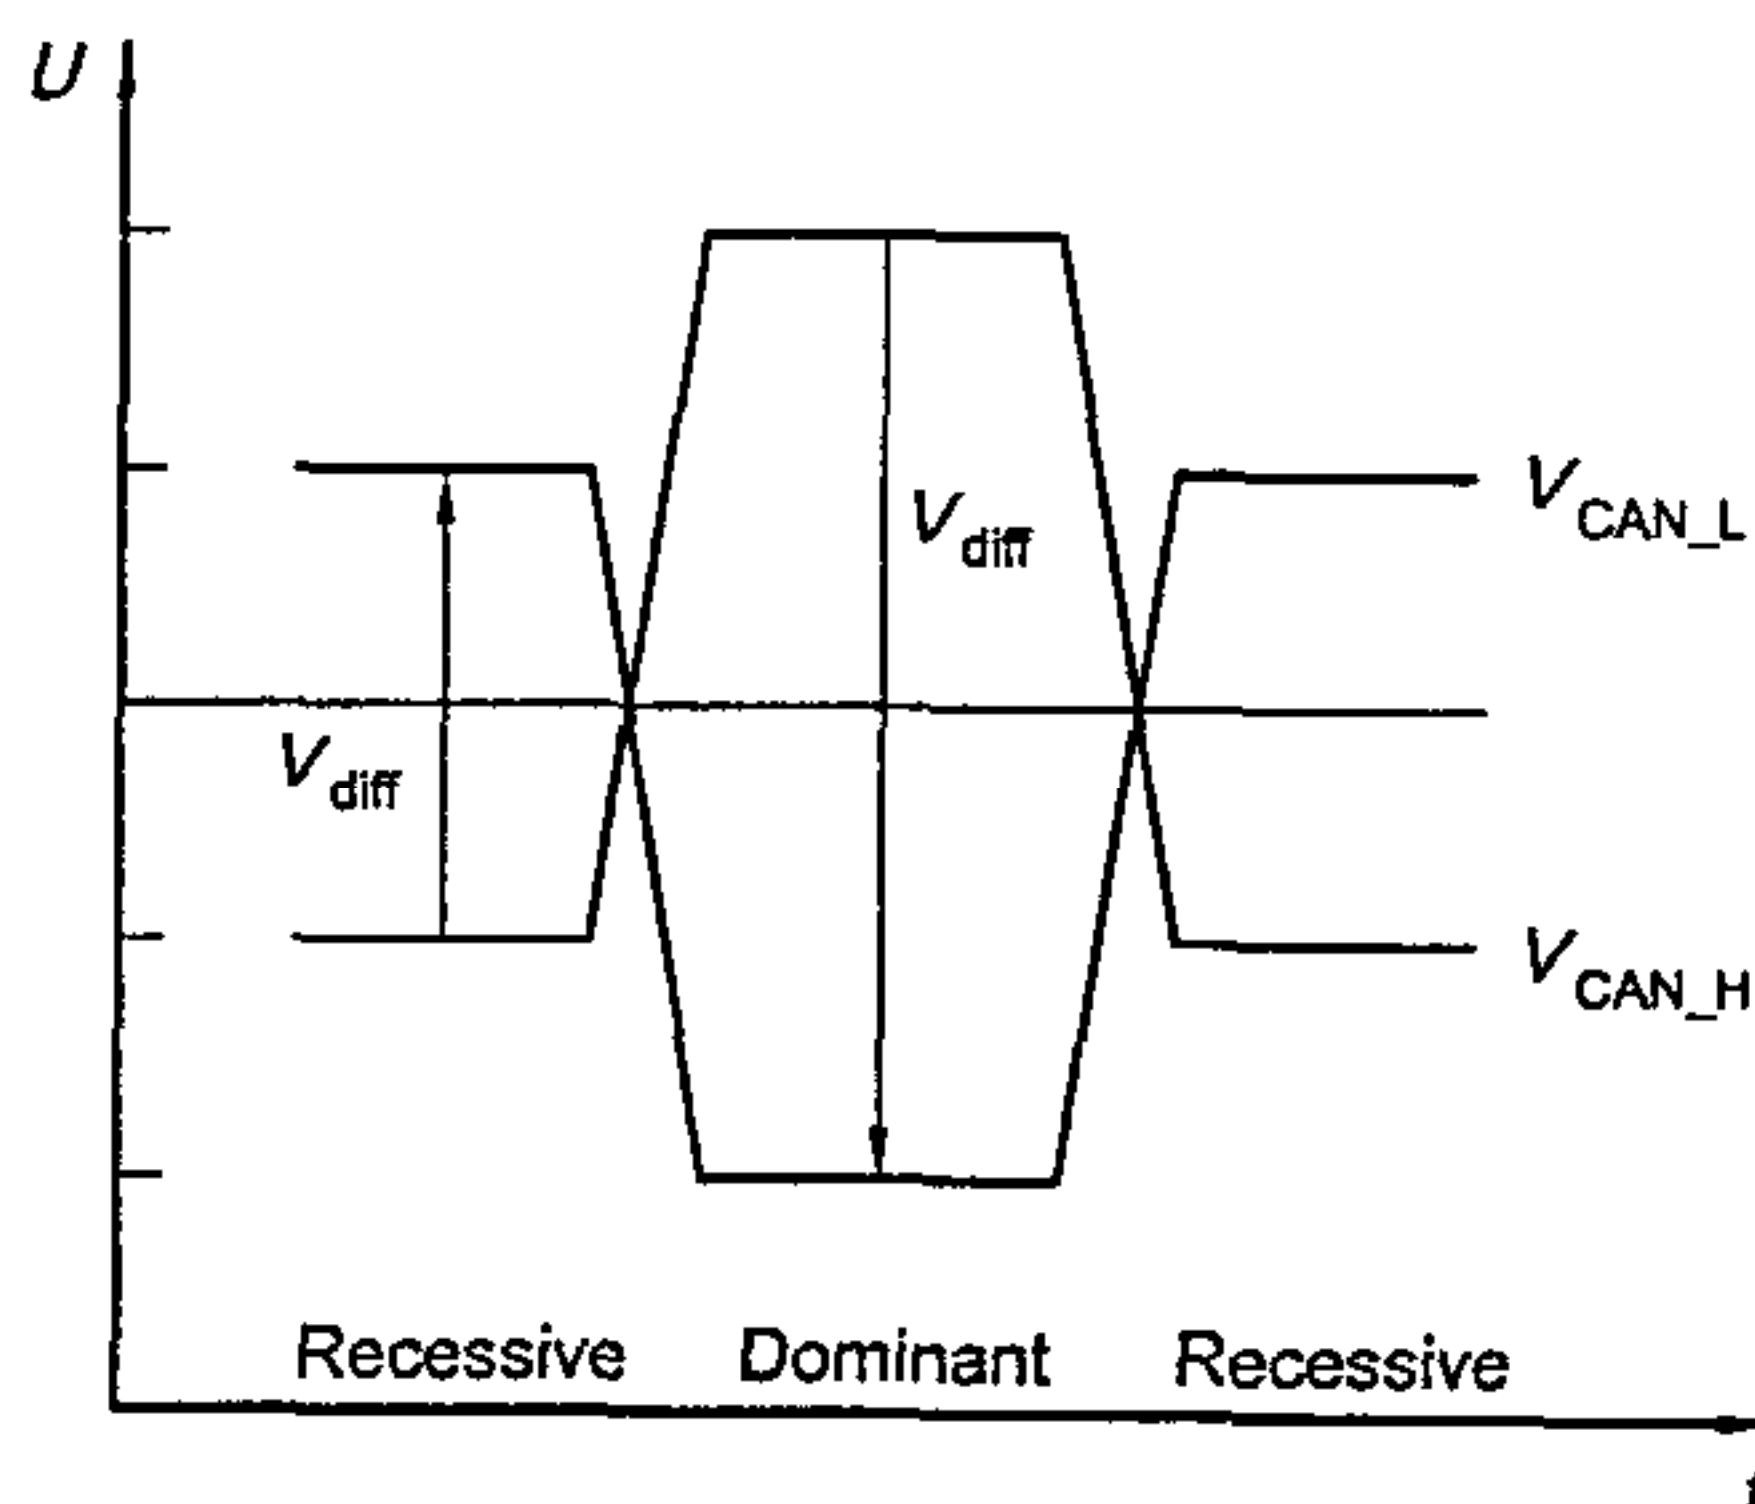 U
V_diff
V_CAN_L
V_diff
V_CAN_H
Recessive Dominant Recessive